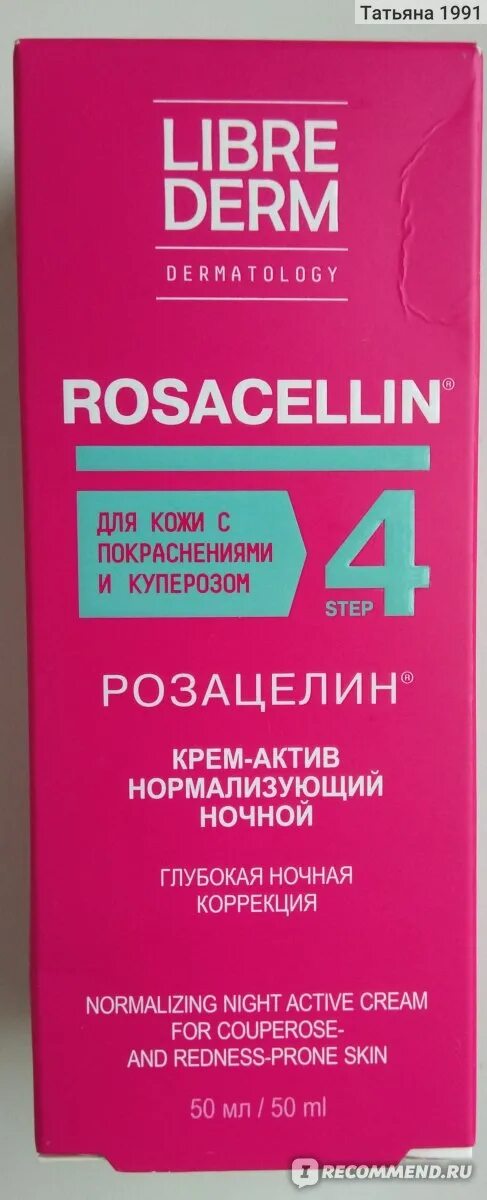 Татьяна 1991
LIBRE
DERM
DERMATOLOGY
ROSACELLIN®
ДЛЯ КОЖИ С
ПОКРАСНЕНИЯМИ
И КУПЕРОЗОМ
STEP 4
РОЗАЦЕЛИН®
КРЕМ-АКТИВ
НОРМАЛИЗУЮЩИЙ
НОЧНОЙ
ГЛУБОКАЯ НОЧНАЯ
КОРРЕКЦИЯ
NORMALIZING NIGHT ACTIVE CREAM
FOR COUPEROSE-
AND REDNESS-PRONE SKIN
50 мл / 50 ml
IRECOMMEND.RU